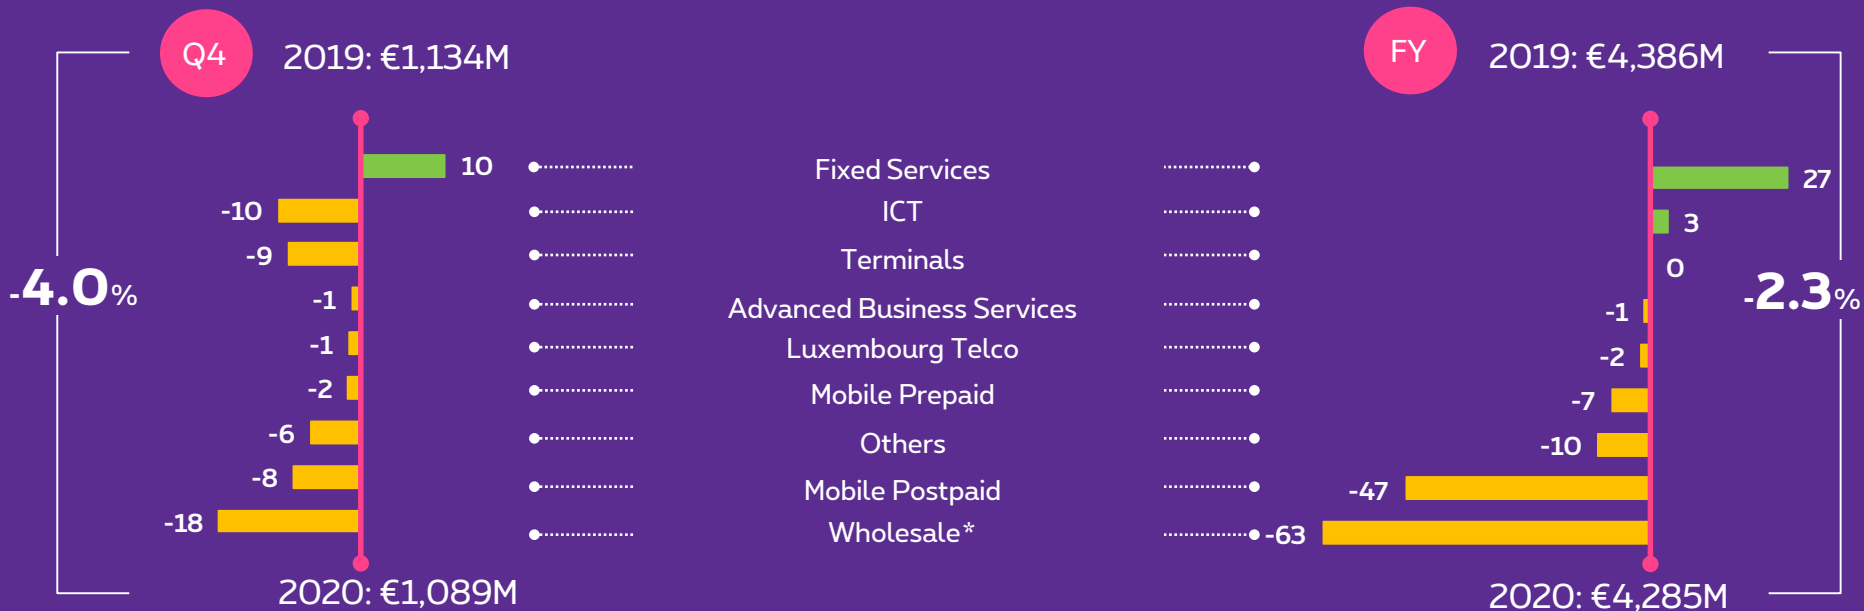 Q4
2019: €1,134M
FY
2019: €4,386M
10 Fixed Services 27
-10 ICT 3
-9 Terminals 0
-4.0%
-2.3%
-1 Advanced Business Services -1
-1 Luxembourg Telco -2
-2 Mobile Prepaid -7
-6 Others -10
-8 Mobile Postpaid -47
-18 Wholesale* -63
2020: €1,089M
2020: €4,285M